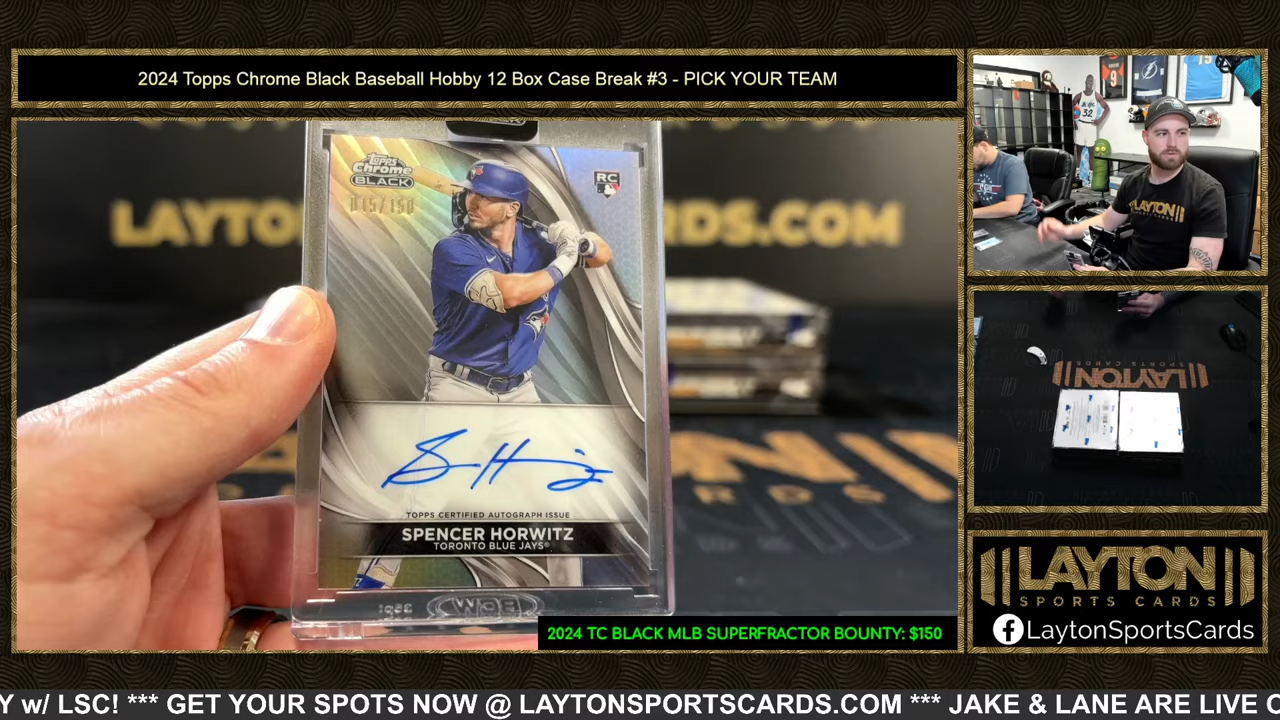 2024 Topps Chrome Black Baseball Hobby 12 Box Case Break #3 - PICK YOUR TEAM
Topps
Chrome
BLACK
RC
TOPPS CERTIFIED AUTOGRAPH ISSUE
SPENCER HORWITZ
TORONTO BLUE JAYS®
2024 TC BLACK MLB SUPERFRACTOR BOUNTY: $150
LAYTON
32
LAYTON
LAYTON
SPORTS CARDS
LaytonSportsCards
Y w/ LSC! *** GET YOUR SPOTS NOW @ LAYTONSPORTSCARDS.COM *** JAKE & LANE ARE LIVE